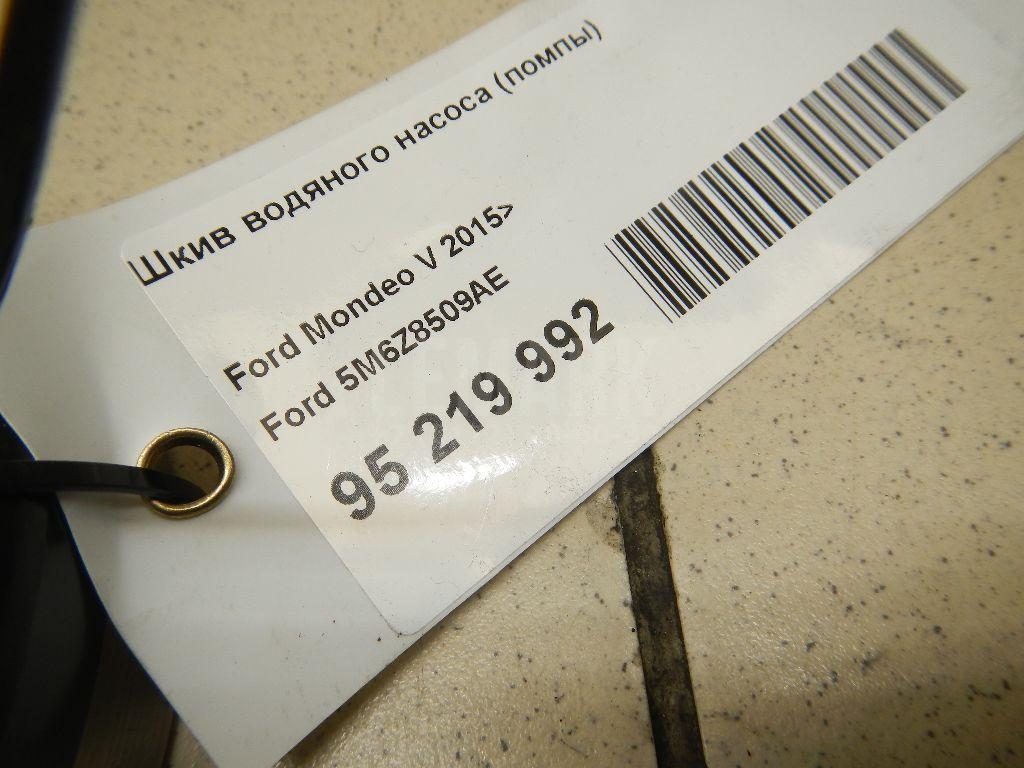 Шкив водяного насоса (помпы)
Ford Mondeo V 2015>
Ford 5M6Z8509AE
95 219 992